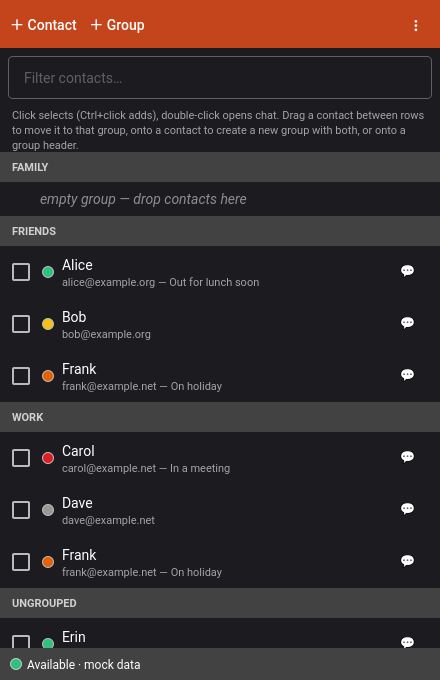 + Contact + Group
Filter contacts…
Click selects (Ctrl+click adds), double-click opens chat. Drag a contact between rows
to move it to that group, onto a contact to create a new group with both, or onto a
group header.
FAMILY
empty group — drop contacts here
FRIENDS
Alice
alice@example.org — Out for lunch soon
Bob
bob@example.org
Frank
frank@example.net — On holiday
WORK
Carol
carol@example.net — In a meeting
Dave
dave@example.net
Frank
frank@example.net — On holiday
UNGROUPED
Erin
Available · mock data